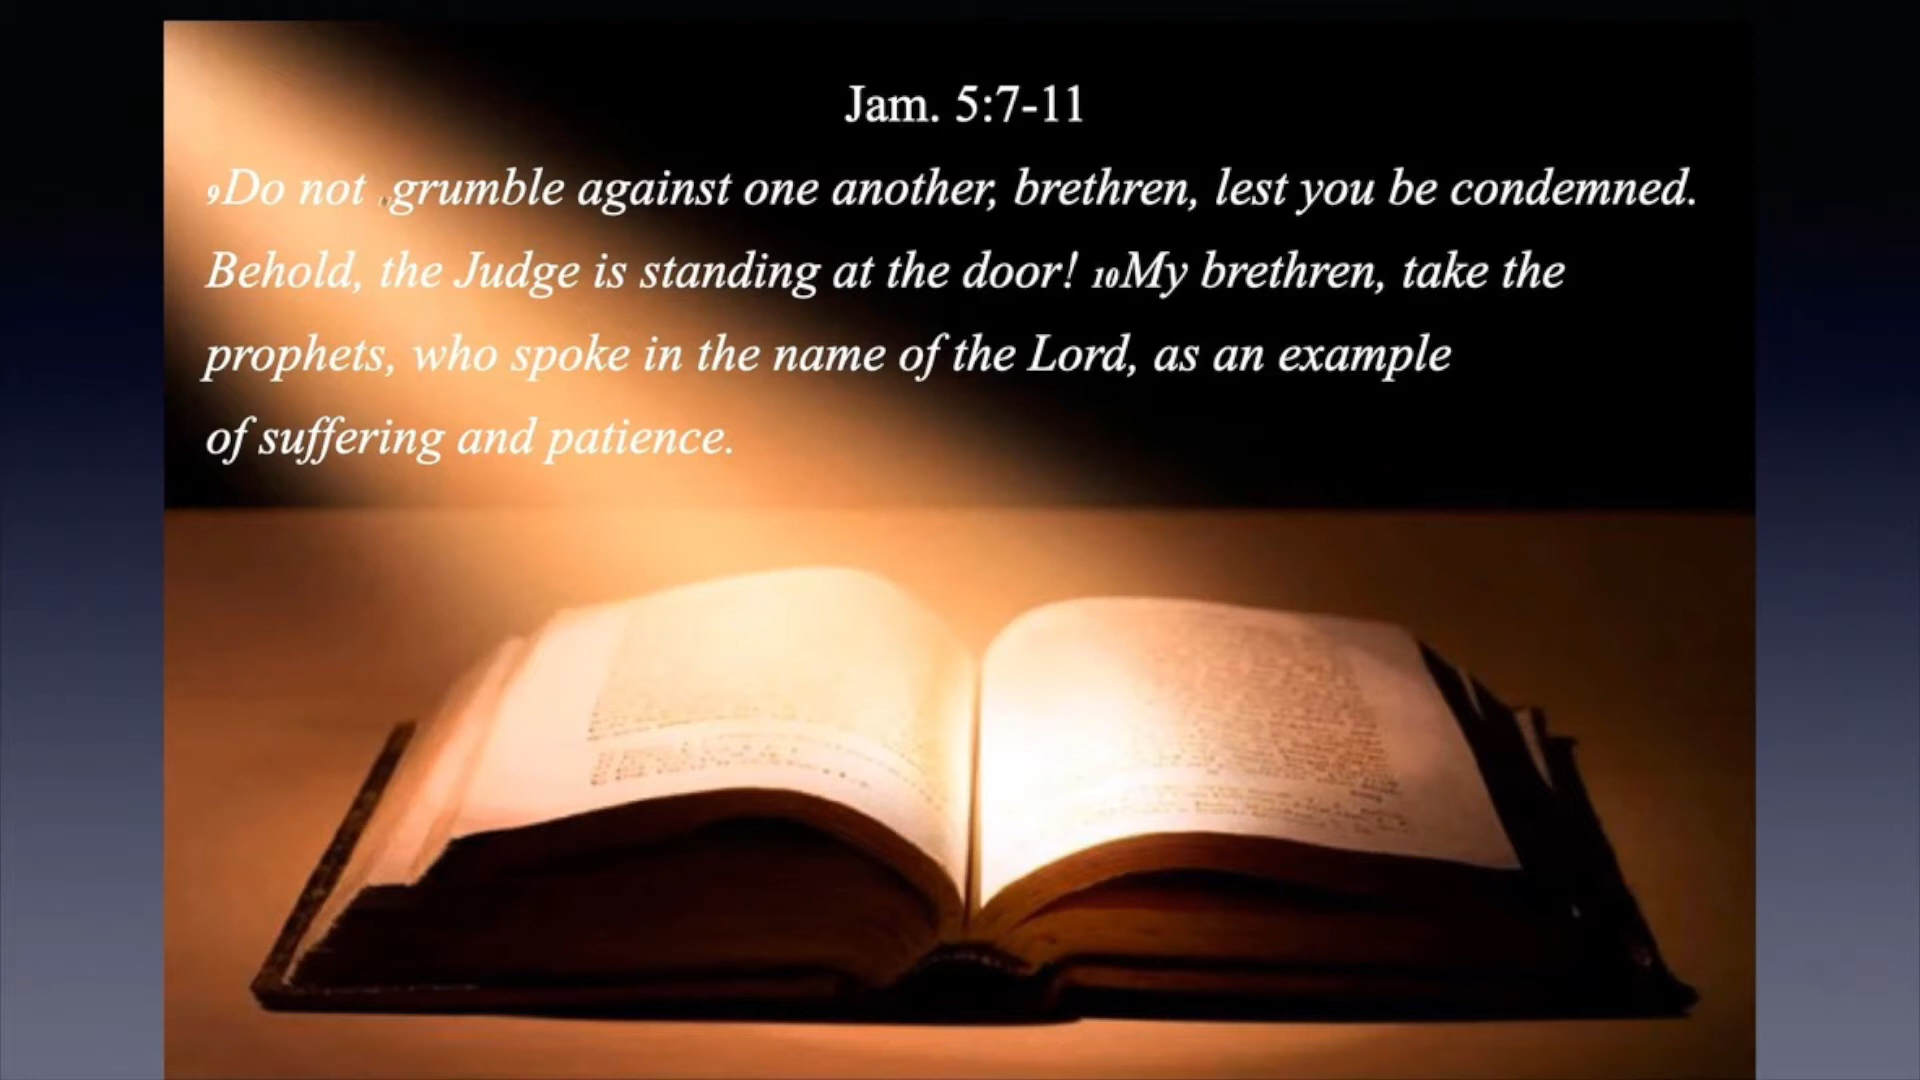 Jam. 5:7-11
9Do not grumble against one another, brethren, lest you be condemned.
Behold, the Judge is standing at the door! 10My brethren, take the
prophets, who spoke in the name of the Lord, as an example
of suffering and patience.